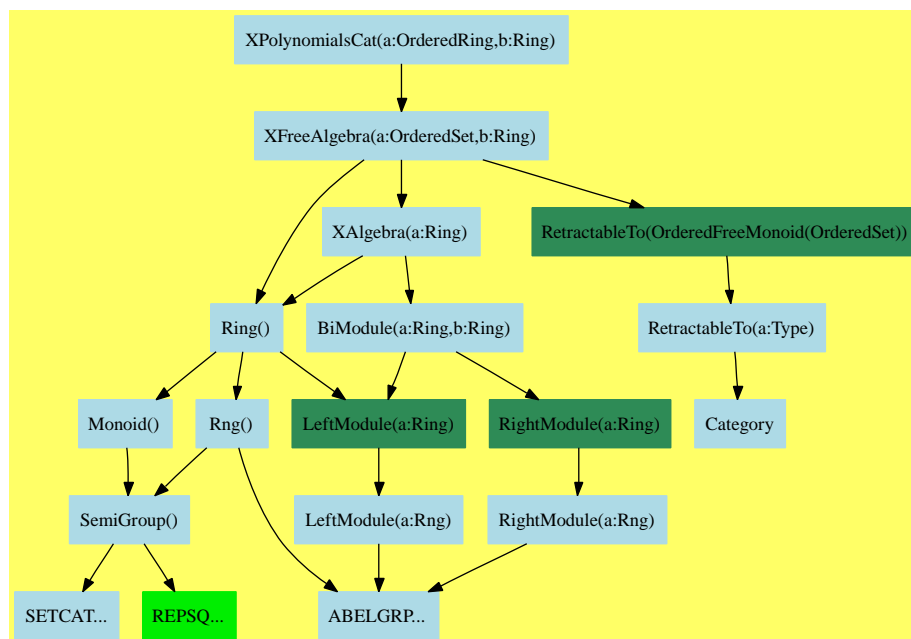 XPolynomialsCat(a:OrderedRing,b:Ring)
XFreeAlgebra(a:OrderedSet,b:Ring)
XAlgebra(a:Ring)
RetractableTo(OrderedFreeMonoid(OrderedSet))
Ring()
BiModule(a:Ring,b:Ring)
RetractableTo(a:Type)
Monoid()
Rng()
LeftModule(a:Ring)
RightModule(a:Ring)
Category
SemiGroup()
LeftModule(a:Rng)
RightModule(a:Rng)
SETCAT...
REPSQ...
ABELGRP...